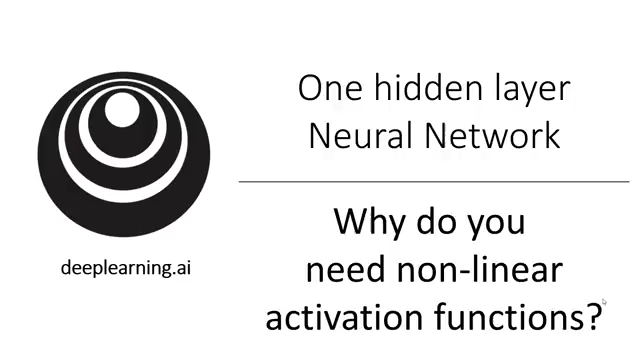 One hidden layer
Neural Network
Why do you
need non-linear
activation functions?
deeplearning.ai